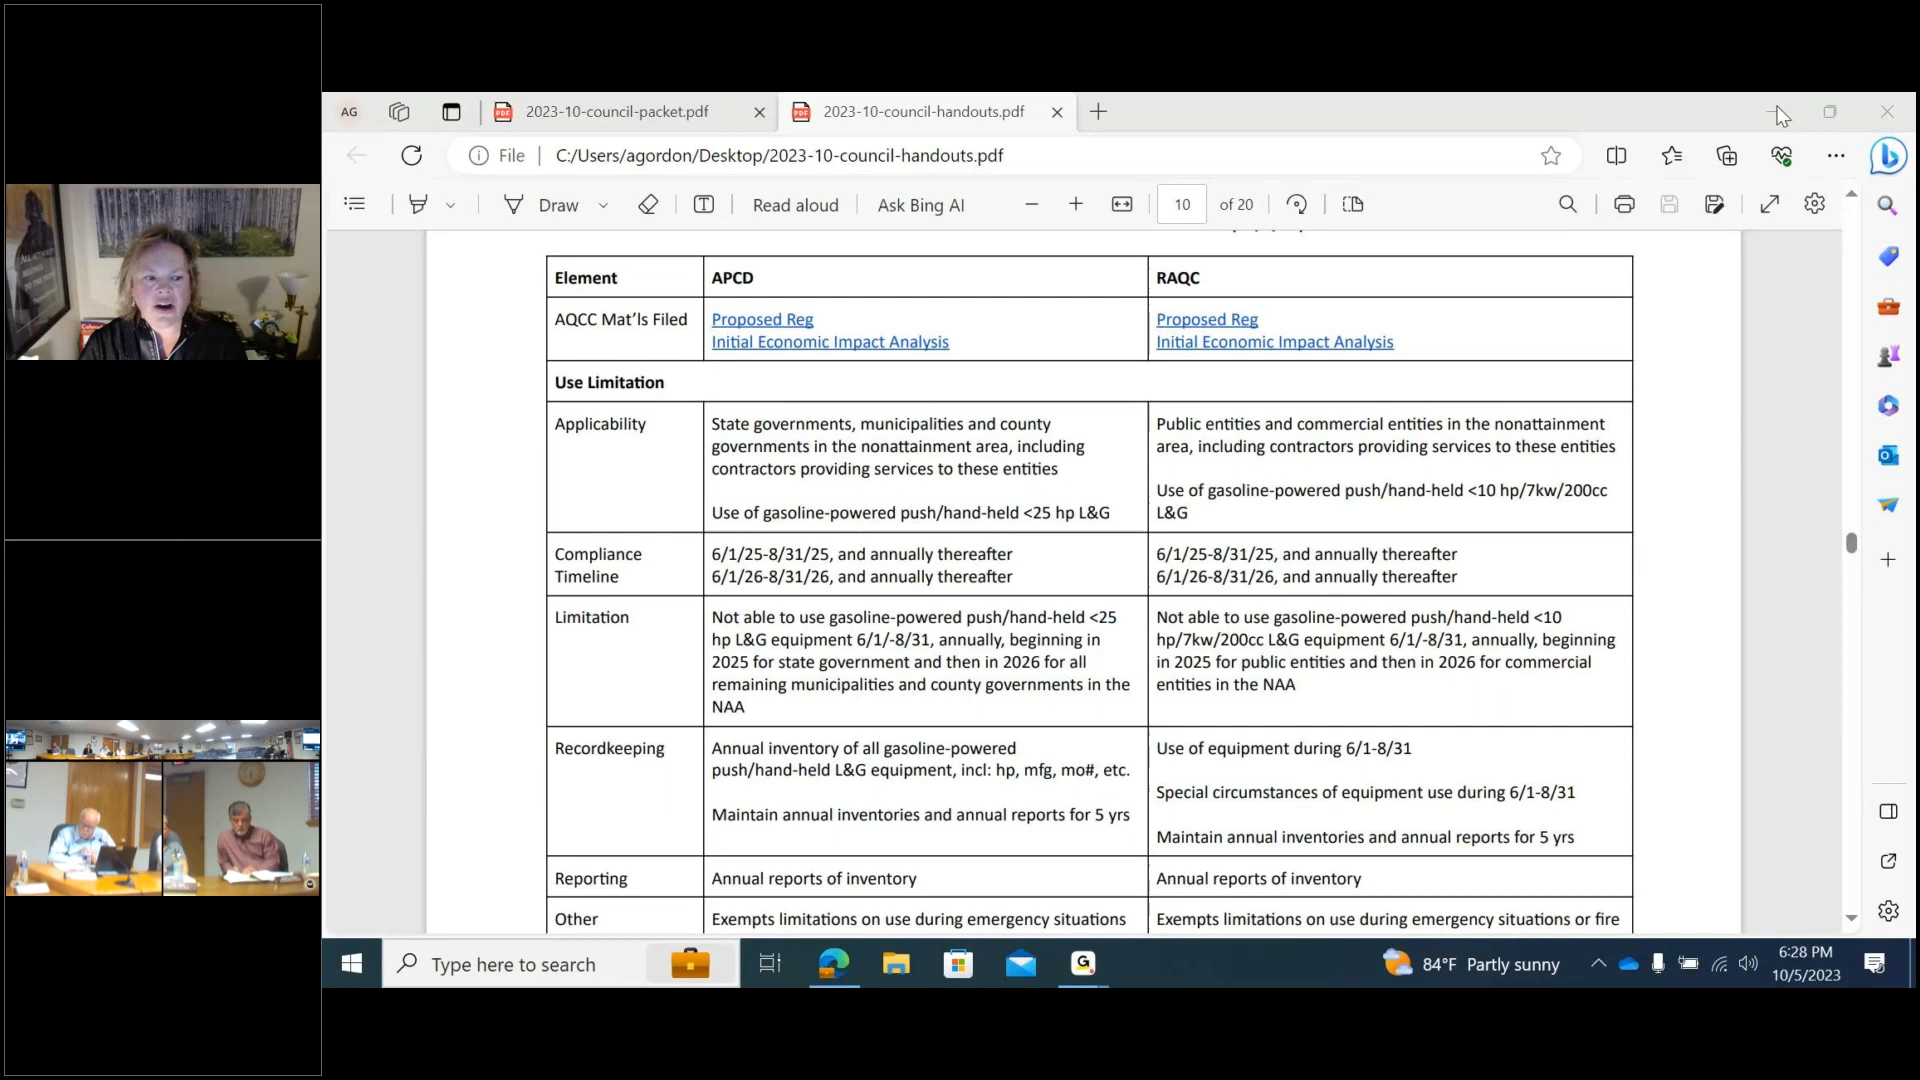 AG
2023-10-council-packet.pdf
2023-10-council-handouts.pdf
File
C:/Users/agordon/Desktop/2023-10-council-handouts.pdf
Draw
Read aloud
Ask Bing AI
10
of 20
Element
APCD
RAQC
AQCC Mat'ls Filed
Proposed Reg
Initial Economic Impact Analysis
Proposed Reg
Initial Economic Impact Analysis
Use Limitation
Applicability
State governments, municipalities and county
governments in the nonattainment area, including
contractors providing services to these entities
Use of gasoline-powered push/hand-held <25 hp L&G
Public entities and commercial entities in the nonattainment
area, including contractors providing services to these entities
Use of gasoline-powered push/hand-held <10 hp/7kw/200cc
L&G
Compliance
Timeline
6/1/25-8/31/25, and annually thereafter
6/1/26-8/31/26, and annually thereafter
6/1/25-8/31/25, and annually thereafter
6/1/26-8/31/26, and annually thereafter
Limitation
Not able to use gasoline-powered push/hand-held <25
hp L&G equipment 6/1/-8/31, annually, beginning in
2025 for state government and then in 2026 for all
remaining municipalities and county governments in the
NAA
Not able to use gasoline-powered push/hand-held <10
hp/7kw/200cc L&G equipment 6/1/-8/31, annually, beginning
in 2025 for public entities and then in 2026 for commercial
entities in the NAA
Recordkeeping
Annual inventory of all gasoline-powered
push/hand-held L&G equipment, incl: hp, mfg, mo#, etc.
Maintain annual inventories and annual reports for 5 yrs
Use of equipment during 6/1-8/31
Special circumstances of equipment use during 6/1-8/31
Maintain annual inventories and annual reports for 5 yrs
Reporting
Annual reports of inventory
Annual reports of inventory
Other
Exempts limitations on use during emergency situations
Exempts limitations on use during emergency situations or fire
Type here to search
84°F Partly sunny
6:28 PM
10/5/2023